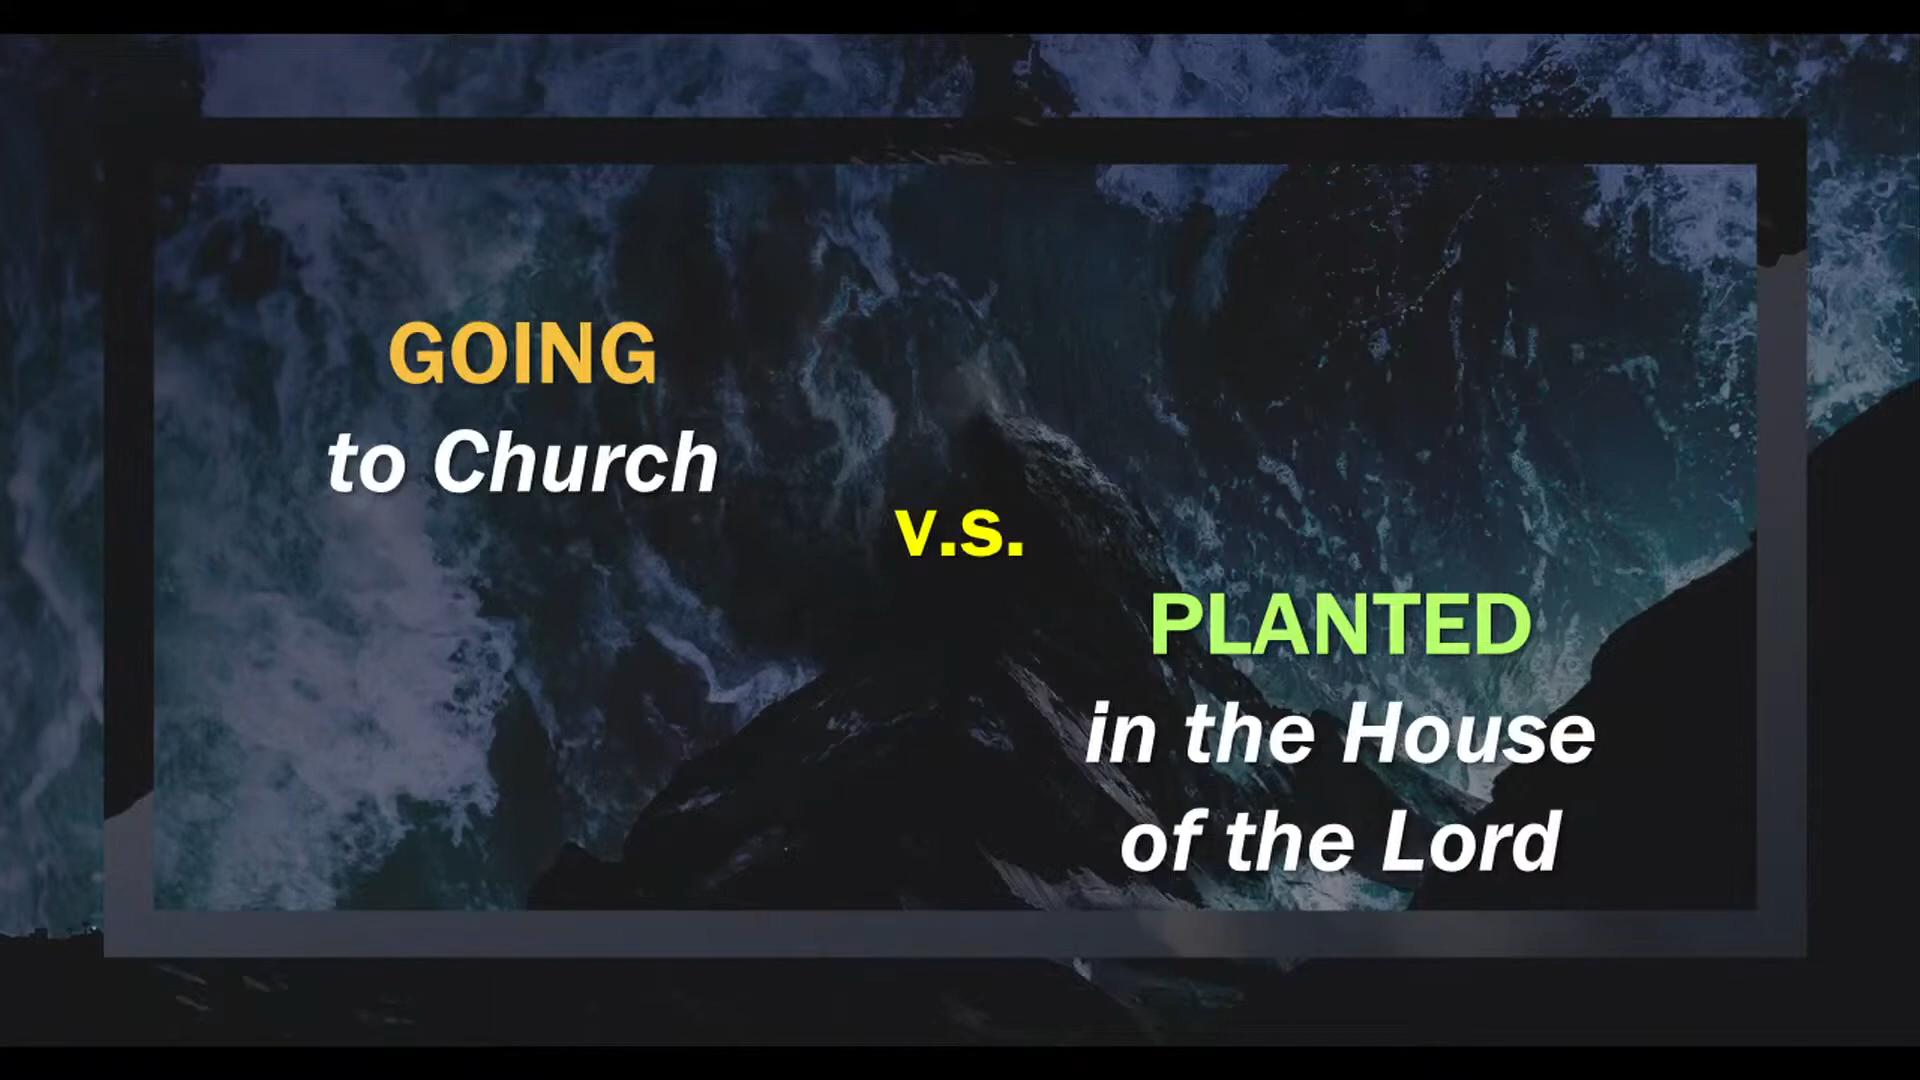 GOING
to Church
v.s.
PLANTED
in the House
of the Lord